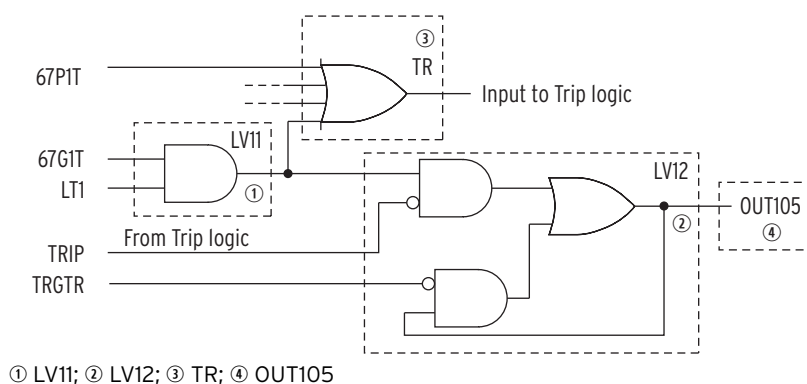 ③
TR
67P1T
Input to Trip logic
LV11
67G1T
LT1
①
LV12
OUT105
②
④
From Trip logic
TRIP
TRGTR
① LV11; ② LV12; ③ TR; ④ OUT105